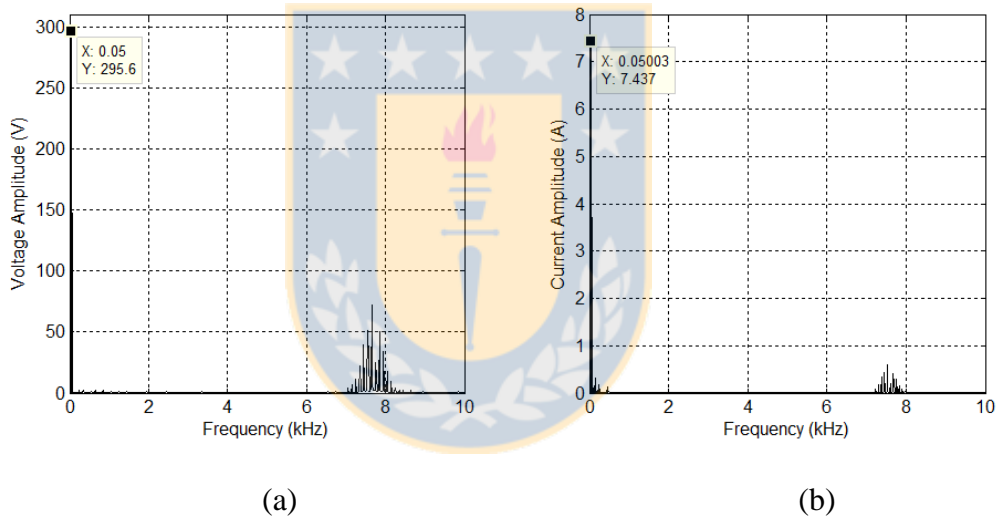 300
250
200
150
100
50
0
Voltage Amplitude (V)
X: 0.05
Y: 295.6
0 2 4 6 8 10
Frequency (kHz)
(a)
8
7
6
5
4
3
2
1
0
Current Amplitude (A)
X: 0.05003
Y: 7.437
0 2 4 6 8 10
Frequency (kHz)
(b)